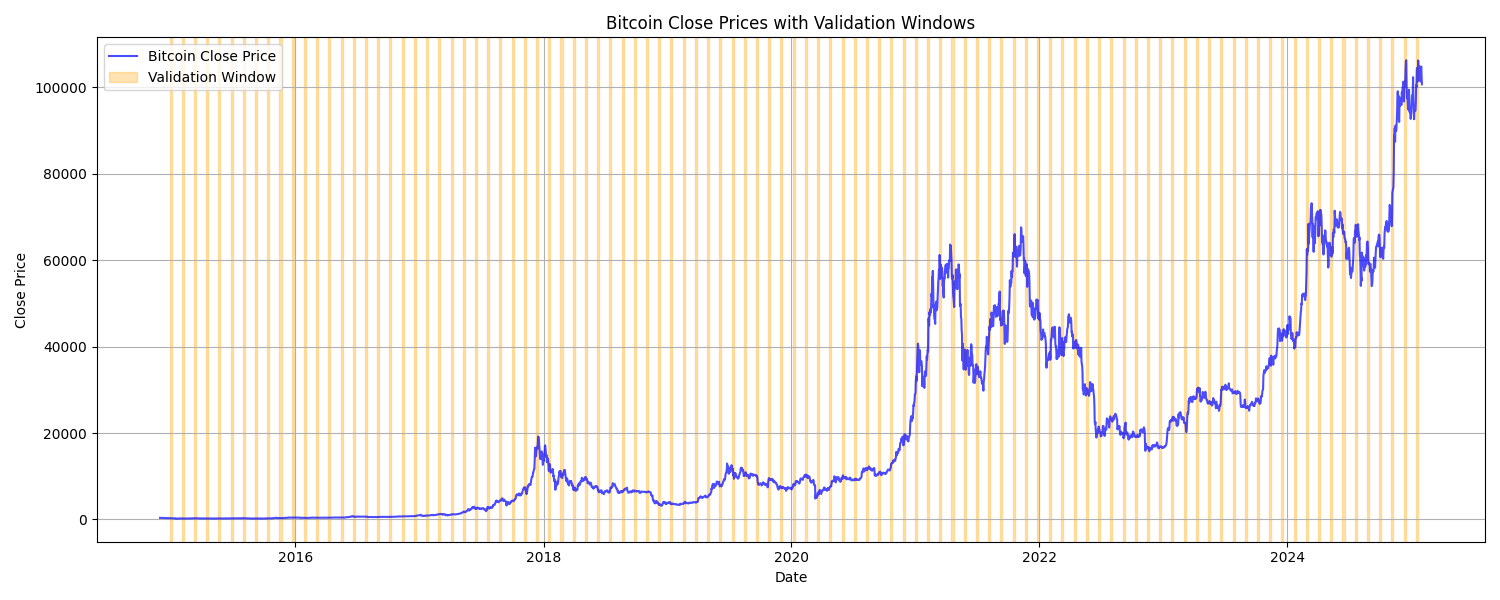 Bitcoin Close Prices with Validation Windows
Bitcoin Close Price
Validation Window
Close Price
100000
80000
60000
40000
20000
0
2016
2018
2020
2022
2024
Date